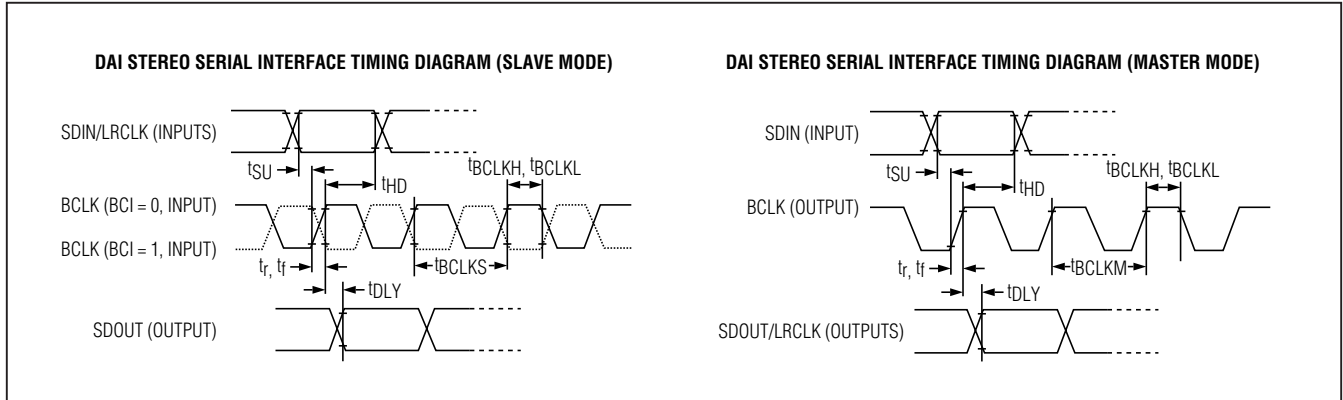 DAI STEREO SERIAL INTERFACE TIMING DIAGRAM (SLAVE MODE)
SDIN/LRCLK (INPUTS)
tSU
tHD
tBCLKH, tBCLKL
BCLK (BCI = 0, INPUT)
BCLK (BCI = 1, INPUT)
tr, tf
tBCLKS
tDLY
SDOUT (OUTPUT)
DAI STEREO SERIAL INTERFACE TIMING DIAGRAM (MASTER MODE)
SDIN (INPUT)
tSU
tHD
tBCLKH, tBCLKL
BCLK (OUTPUT)
tr, tf
tBCLKM
tDLY
SDOUT/LRCLK (OUTPUTS)